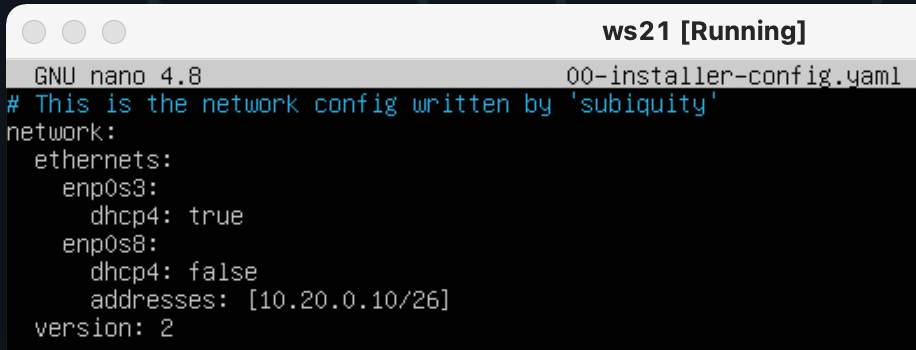 ws21 [Running]
GNU nano 4.8 00-installer-config.yaml
# This is the network config written by 'subiquity'
network:
  ethernets:
    enp0s3:
      dhcp4: true
    enp0s8:
      dhcp4: false
      addresses: [10.20.0.10/26]
  version: 2